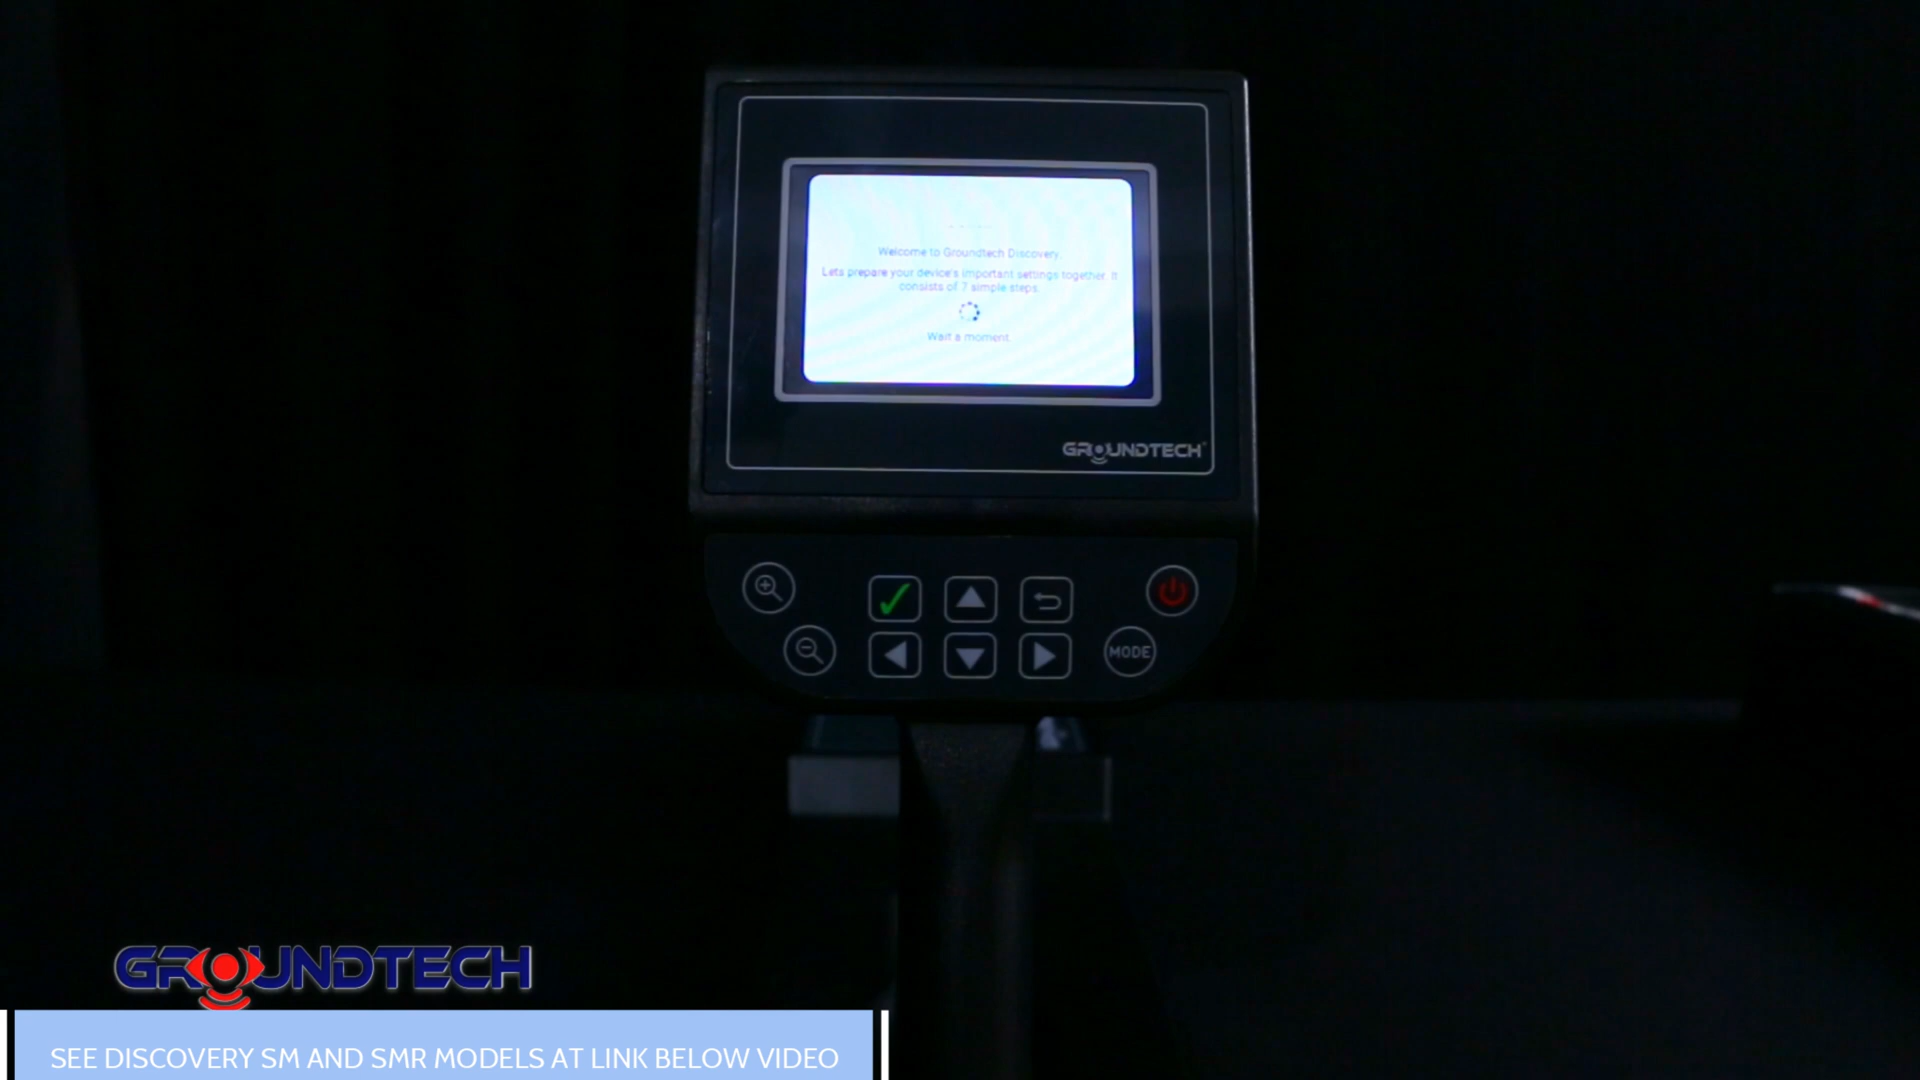 Welcome to Groundtech Discovery.
Lets prepare your device's important settings together. It
consists of 7 simple steps.
Wait a moment
GROUNDTECH
MODE
GROUNDTECH
SEE DISCOVERY SM AND SMR MODELS AT LINK BELOW VIDEO